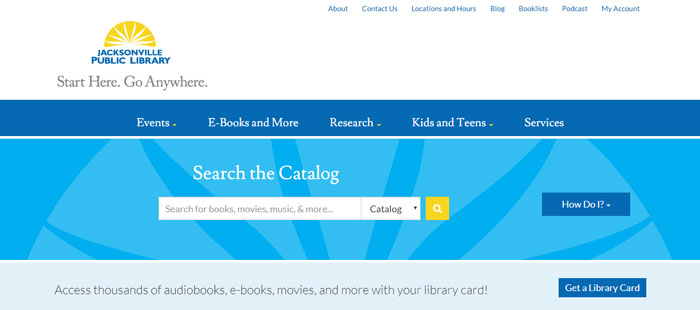 About Contact Us Locations and Hours Blog Booklists Podcast My Account
JACKSONVILLE
PUBLIC LIBRARY
Start Here. Go Anywhere.
Events E-Books and More Research Kids and Teens Services
Search the Catalog
Search for books, movies, music, & more... Catalog
How Do I?
Access thousands of audiobooks, e-books, movies, and more with your library card!
Get a Library Card